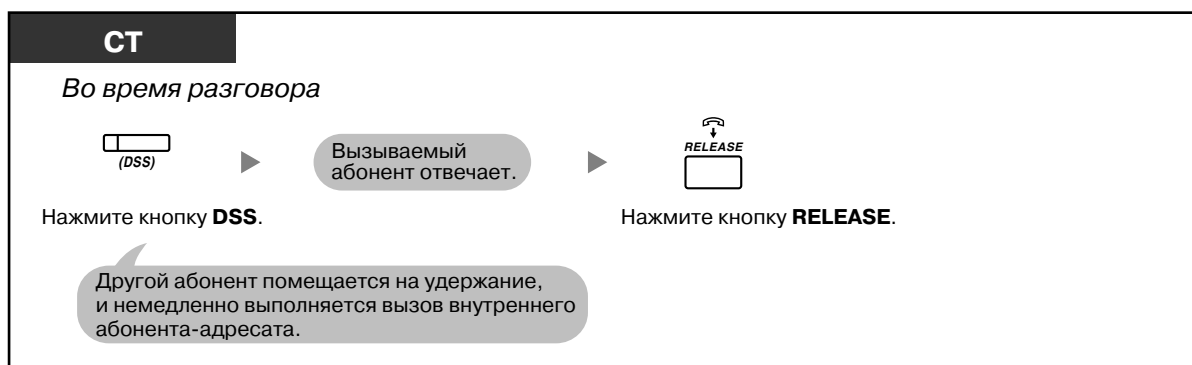 СТ
Во время разговора
(DSS)
Вызываемый
абонент отвечает.
RELEASE
Нажмите кнопку DSS.
Нажмите кнопку RELEASE.
Другой абонент помещается на удержание,
и немедленно выполняется вызов внутреннего
абонента-адресата.